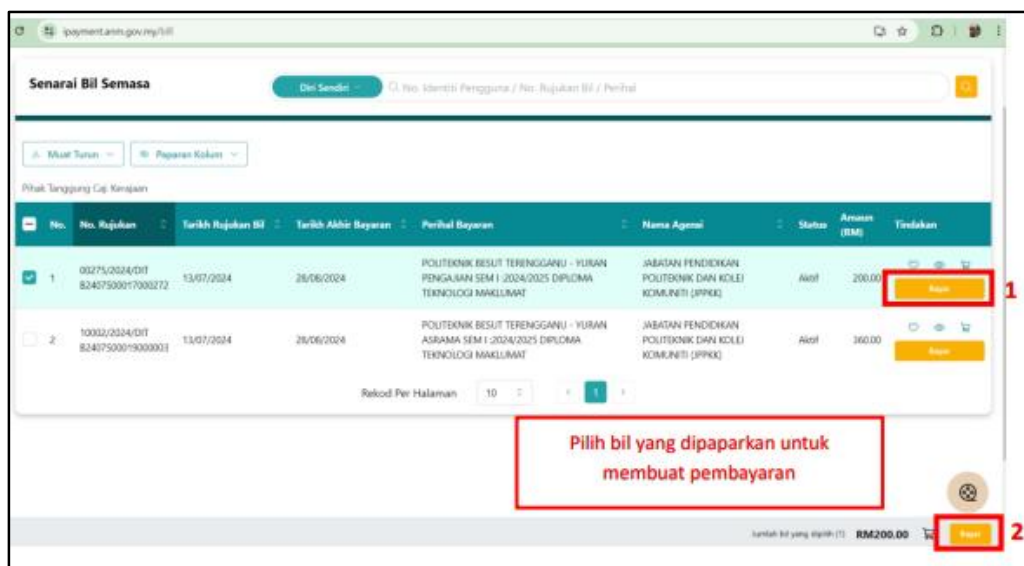 ipayment.anm.gov.my/bill
Senarai Bil Semasa
Diri Sendiri
No. Identiti Pengguna / No. Rujukan Bil / Perihal
Muat Turun
Paparan Kolum
Pihak Tanggung Caj: Kerajaan
No. No. Rujukan Tarikh Rujukan Bil Tarikh Akhir Bayaran Perihal Bayaran Nama Agensi Status Amaun Tindakan
(RM)
1 00275/2024/DIT 13/07/2024 28/06/2024 POLITEKNIK BESUT TERENGGANU - YURAN JABATAN PENDIDIKAN Aktif 200.00
B2407500017000272 PENGAJIAN SEM I :2024/2025 DIPLOMA POLITEKNIK DAN KOLEJ
TEKNOLOGI MAKLUMAT KOMUNITI (JPPKK)
Bayar
1
2 10002/2024/DIT 13/07/2024 28/06/2024 POLITEKNIK BESUT TERENGGANU - YURAN JABATAN PENDIDIKAN Aktif 360.00
B2407500019000003 ASRAMA SEM I :2024/2025 DIPLOMA POLITEKNIK DAN KOLEJ
TEKNOLOGI MAKLUMAT KOMUNITI (JPPKK)
Bayar
Rekod Per Halaman 10 1
Pilih bil yang dipaparkan untuk
membuat pembayaran
Jumlah bil yang dipilih (1) RM200.00 Bayar
2